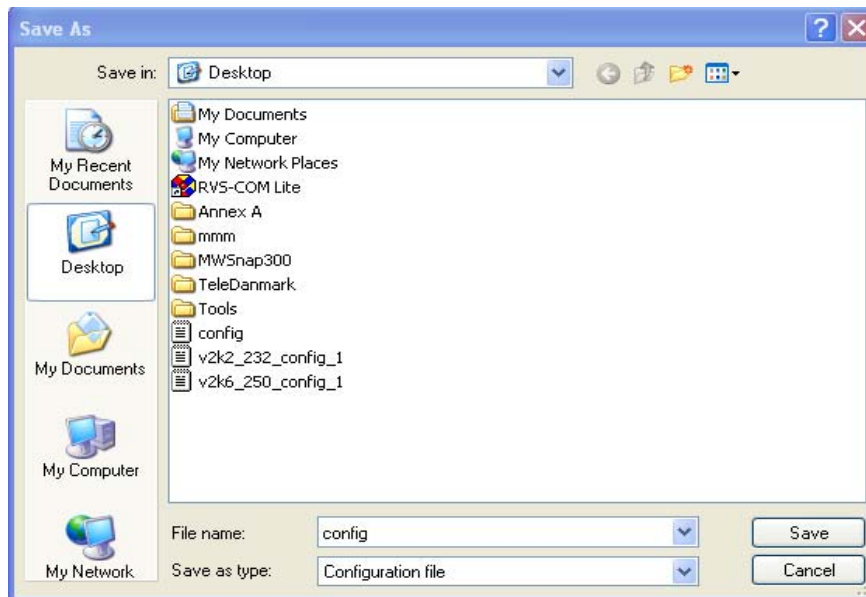 Save As
Save in:
Desktop
My Recent
Documents
Desktop
My Documents
My Computer
My Network
My Documents
My Computer
My Network Places
RVS-COM Lite
Annex A
mmm
MWSnap300
TeleDanmark
Tools
config
v2k2_232_config_1
v2k6_250_config_1
File name:
config
Save
Save as type:
Configuration file
Cancel